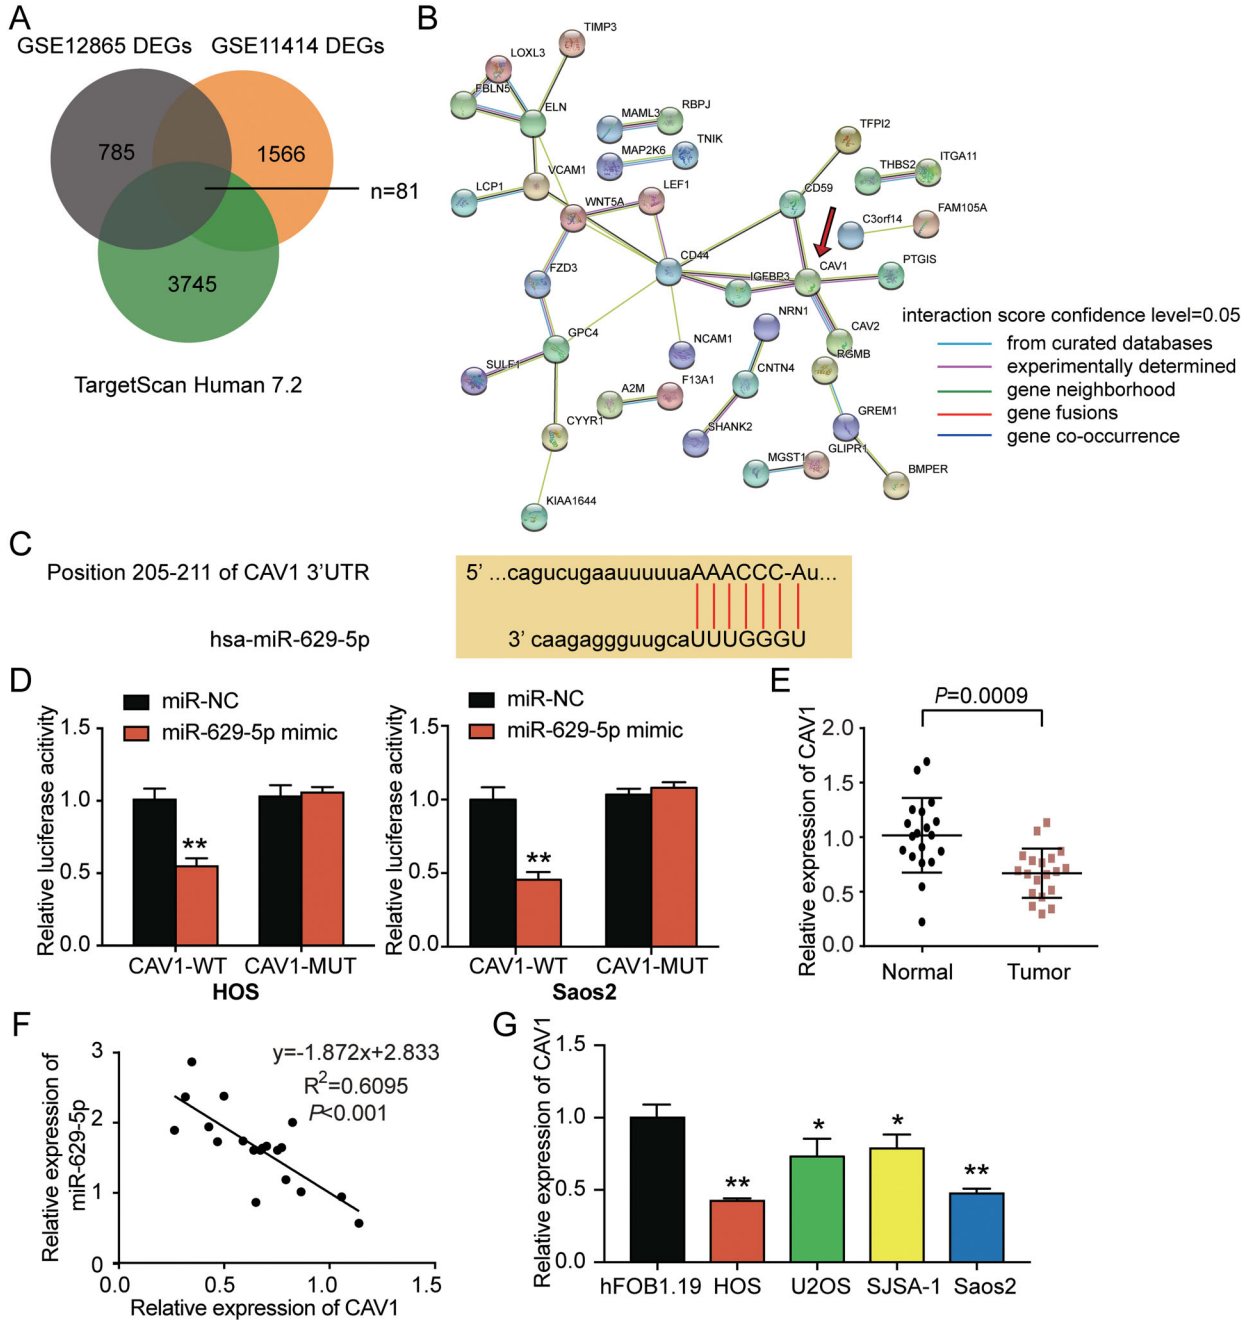 A
GSE12865 DEGs
GSE11414 DEGs
785
1566
n=81
3745
TargetScan Human 7.2
B
TIMP3
LOXL3
FBLN5
ELN
MAML3
RBPJ
MAP2K6
TNIK
TFPI2
THBS2
ITGA11
VCAM1
LCP1
WNT5A
LEF1
CD59
C3orf14
FAM105A
CD44
IGFBP3
CAV1
PTGIS
FZD3
NRN1
CAV2
GPC4
NCAM1
RGMB
SULF1
CNTN4
A2M
F13A1
GREM1
CYYR1
SHANK2
MGST1
GLIPR1
BMPER
KIAA1644
interaction score confidence level=0.05
from curated databases
experimentally determined
gene neighborhood
gene fusions
gene co-occurrence
C
Position 205-211 of CAV1 3’UTR
5’ ...cagucugaauuuuuaAAACCC-Au...
hsa-miR-629-5p
3’ caagaggguugcaUUUGGGU
D
miR-NC
miR-629-5p mimic
Relative luciferase acitivity
1.5
1.0
0.5
0.0
**
CAV1-WT
CAV1-MUT
HOS
miR-NC
miR-629-5p mimic
Relative luciferase acitivity
1.5
1.0
0.5
0.0
**
CAV1-WT
CAV1-MUT
Saos2
E
P=0.0009
Relative expression of CAV1
2.0
1.5
1.0
0.5
0.0
Normal
Tumor
F
Relative expression of
miR-629-5p
3
2
1
0
y=-1.872x+2.833
R²=0.6095
P<0.001
0.0
0.5
1.0
1.5
Relative expression of CAV1
G
Relative expression of CAV1
1.5
1.0
0.5
0.0
**
*
*
**
hFOB1.19
HOS
U2OS
SJSA-1
Saos2